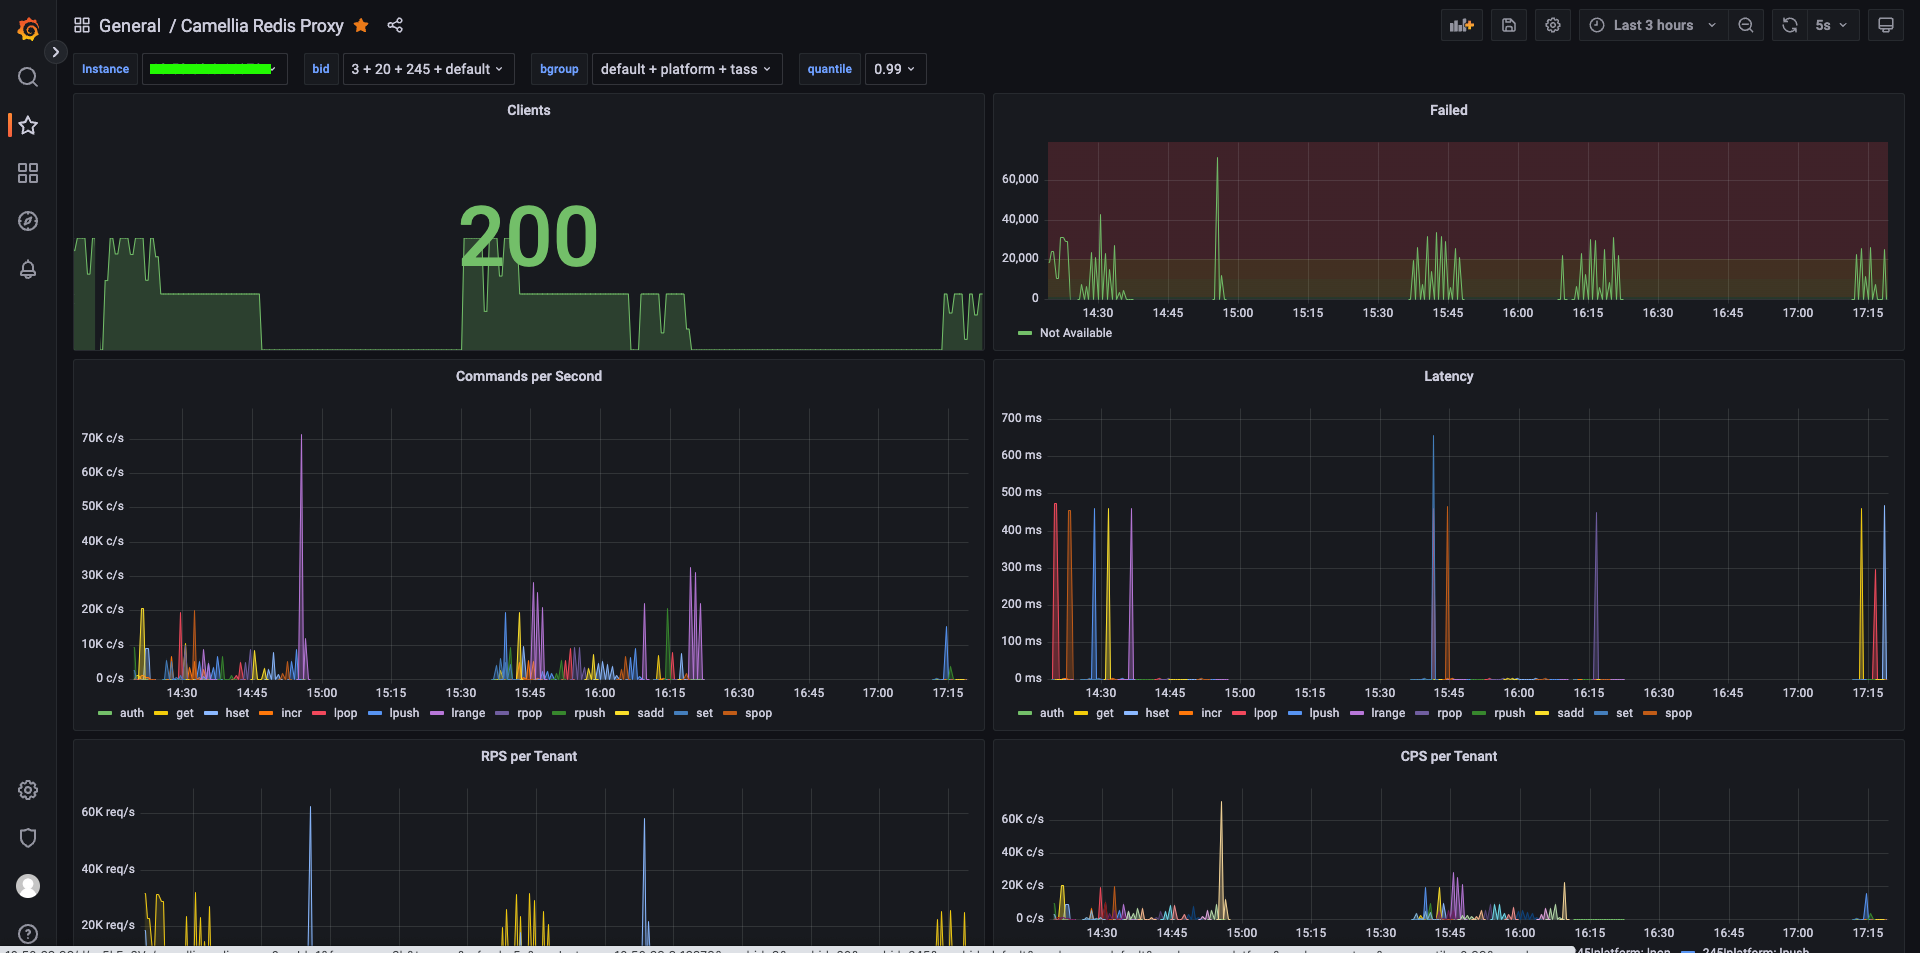 General / Camellia Redis Proxy
Last 3 hours
5s
Instance
bid
3 + 20 + 245 + default
bgroup
default + platform + tass
quantile
0.99
Clients
200
Failed
60,000
40,000
20,000
0
14:30 14:45 15:00 15:15 15:30 15:45 16:00 16:15 16:30 16:45 17:00 17:15
Not Available
Commands per Second
70K c/s
60K c/s
50K c/s
40K c/s
30K c/s
20K c/s
10K c/s
0 c/s
14:30 14:45 15:00 15:15 15:30 15:45 16:00 16:15 16:30 16:45 17:00 17:15
auth get hset incr lpop lpush lrange rpop rpush sadd set spop
Latency
700 ms
600 ms
500 ms
400 ms
300 ms
200 ms
100 ms
0 ms
14:30 14:45 15:00 15:15 15:30 15:45 16:00 16:15 16:30 16:45 17:00 17:15
auth get hset incr lpop lpush lrange rpop rpush sadd set spop
RPS per Tenant
60K req/s
40K req/s
20K req/s
CPS per Tenant
60K c/s
40K c/s
20K c/s
0 c/s
14:30 14:45 15:00 15:15 15:30 15:45 16:00 16:15 16:30 16:45 17:00 17:15